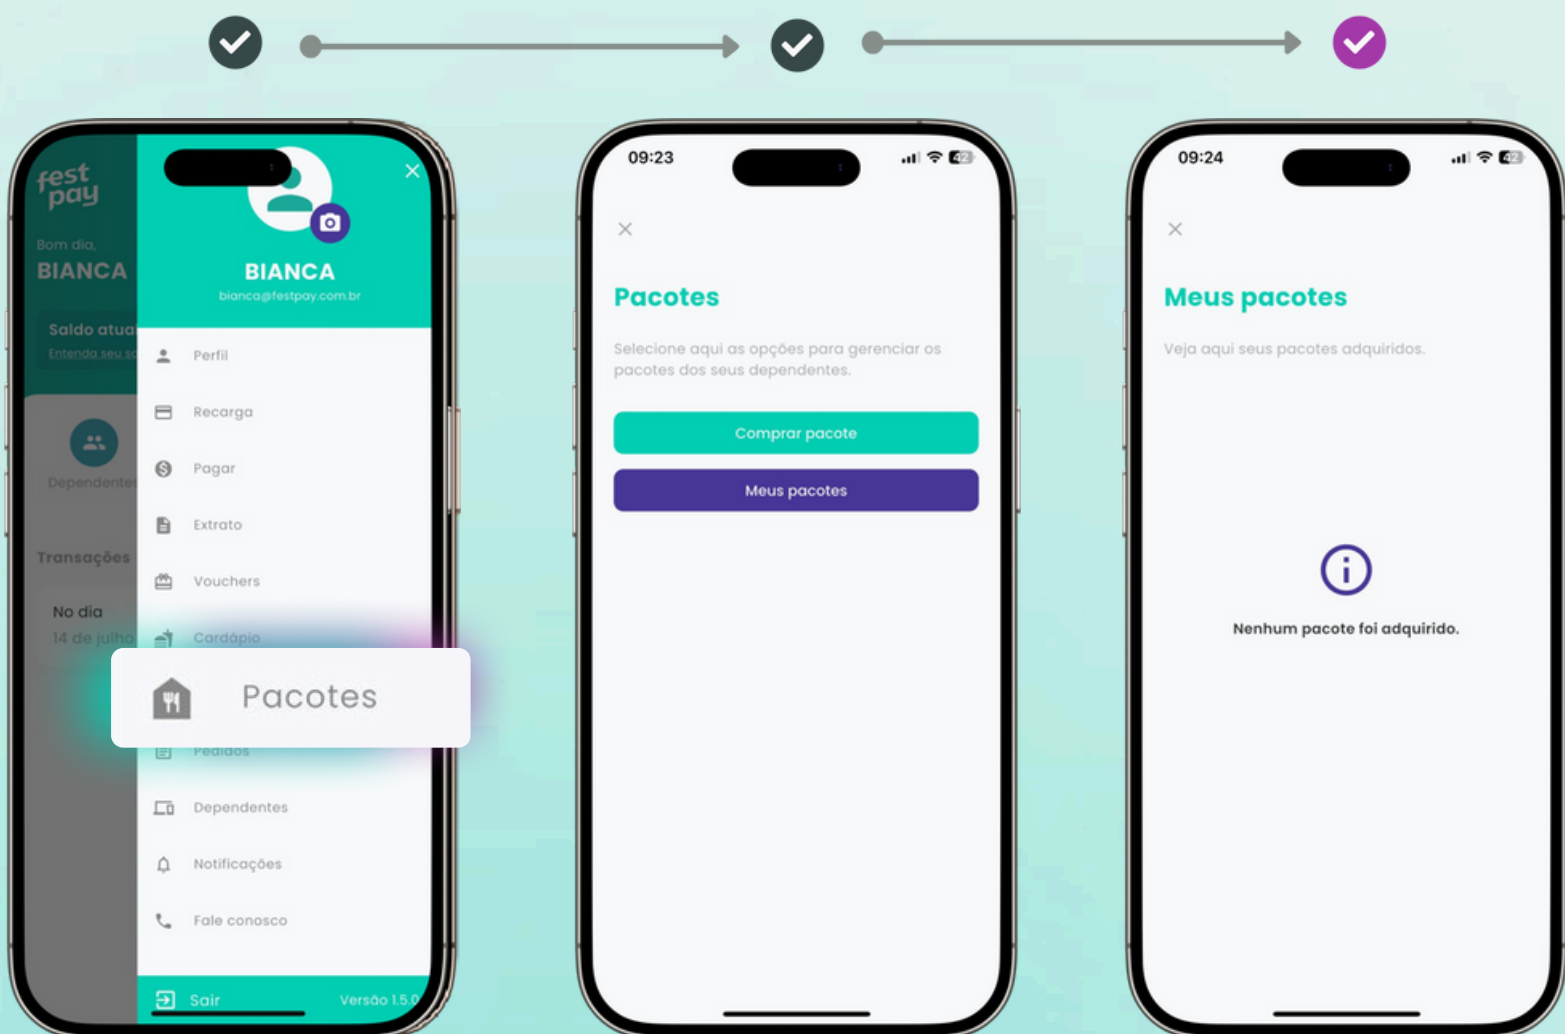 fest
pay
Bom dia,
BIANCA
Saldo atual
Entenda seu
Dependentes
Transações
No dia
14 de julho
BIANCA
bianca@festpay.com.br
Perfil
Recarga
Pagar
Extrato
Vouchers
Cardápio
Pacotes
Pedidos
Dependentes
Notificações
Fale conosco
Sair
Versão 1.5.0
09:23
42
Pacotes
Selecione aqui as opções para gerenciar os
pacotes dos seus dependentes.
Comprar pacote
Meus pacotes
09:24
42
Meus pacotes
Veja aqui seus pacotes adquiridos.
Nenhum pacote foi adquirido.